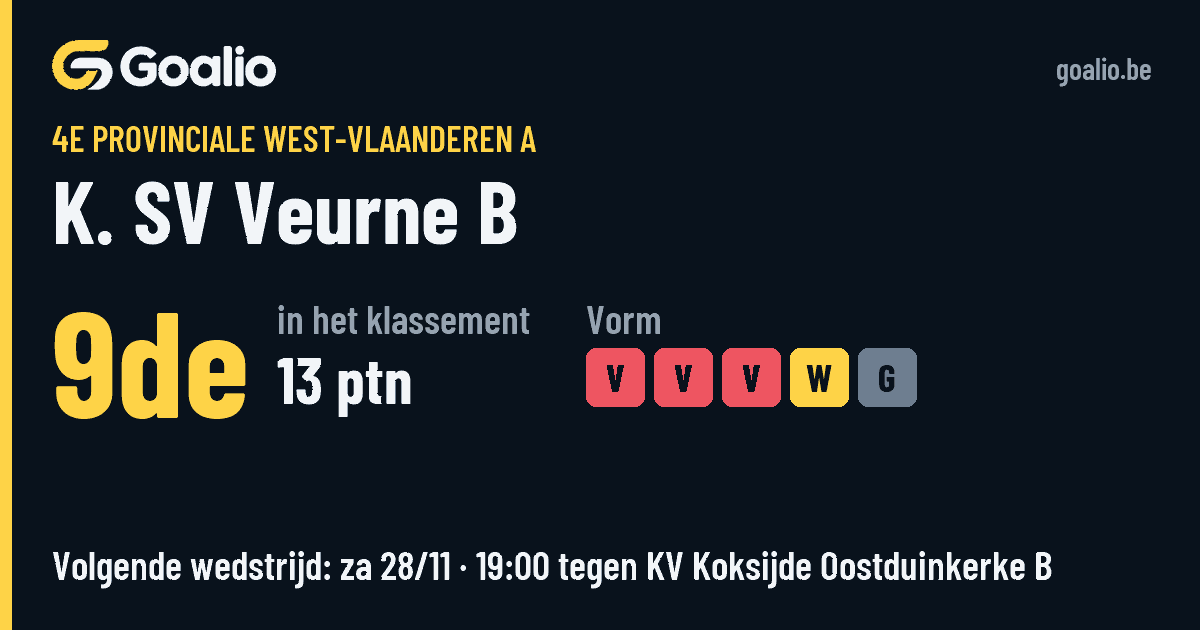 Goalio
goalio.be
4E PROVINCIALE WEST-VLAANDEREN A
K. SV Veurne B
9de
in het klassement
13 ptn
Vorm
V V V W G
Volgende wedstrijd: za 28/11 · 19:00 tegen KV Koksijde Oostduinkerke B